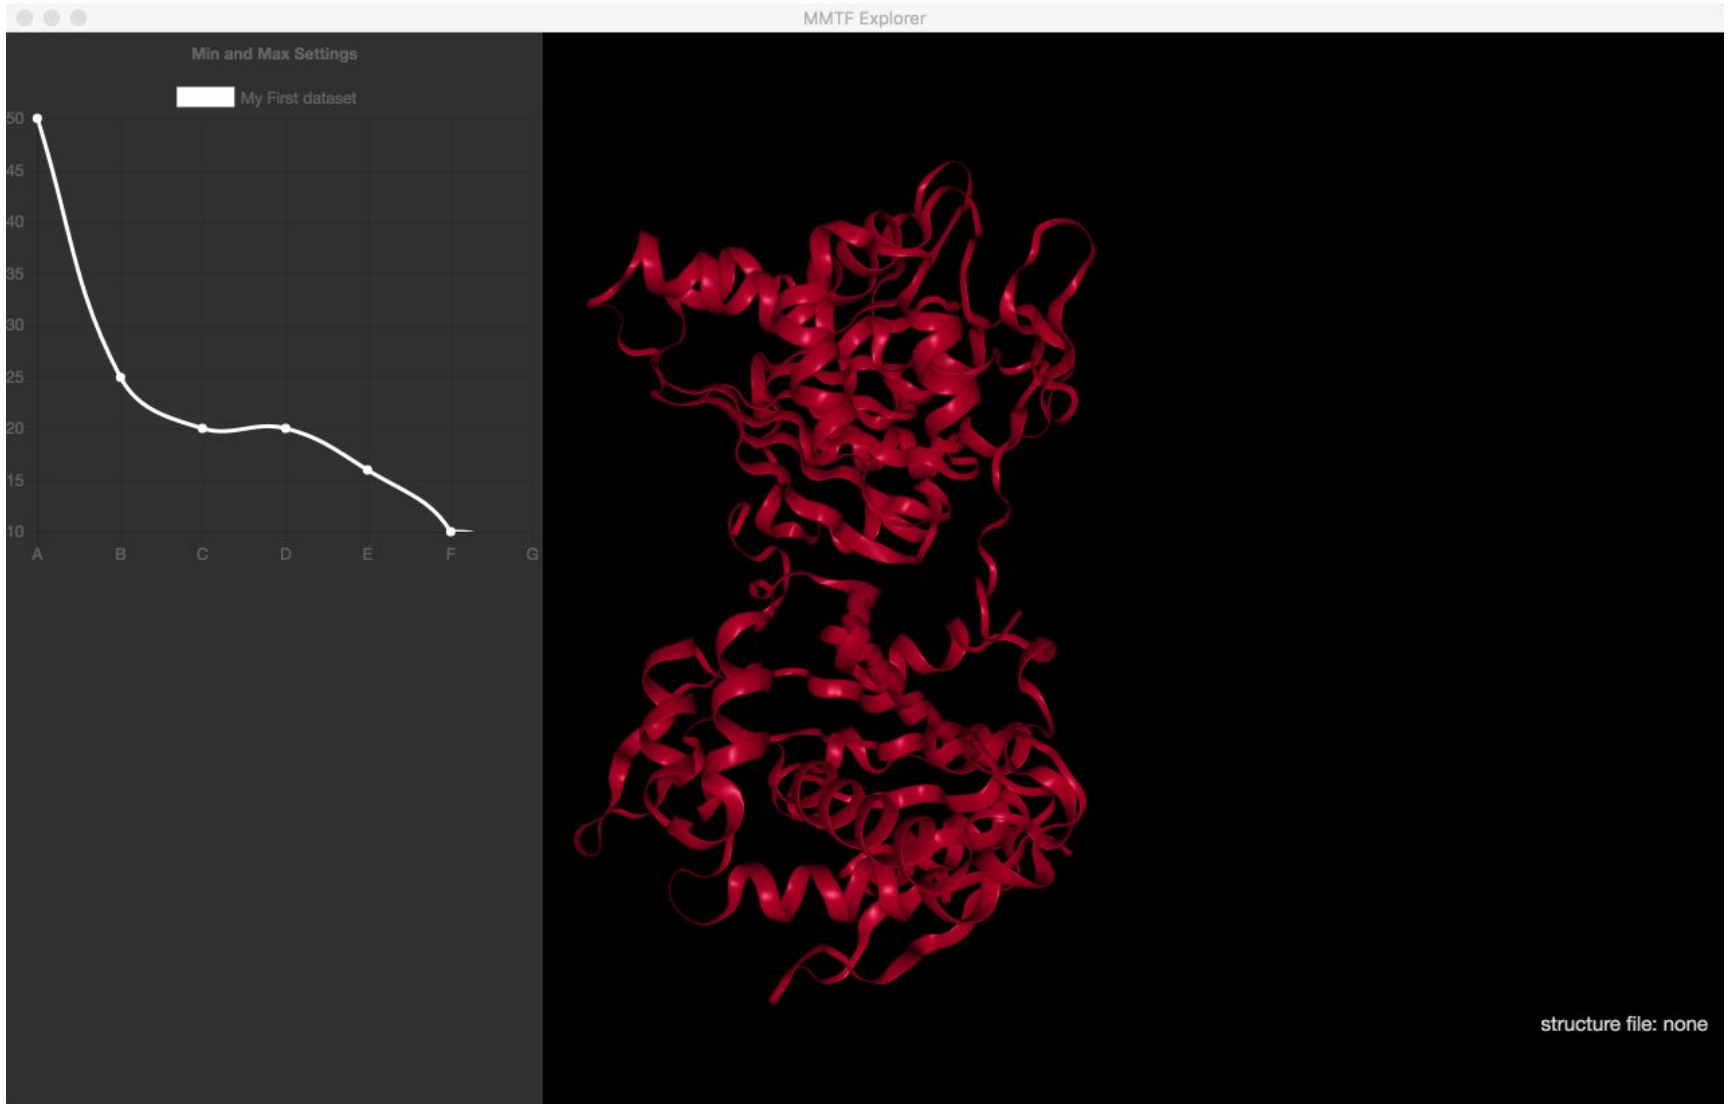 MMTF Explorer
Min and Max Settings
My First dataset
50
45
40
35
30
25
20
15
10
A B C D E F G
structure file: none